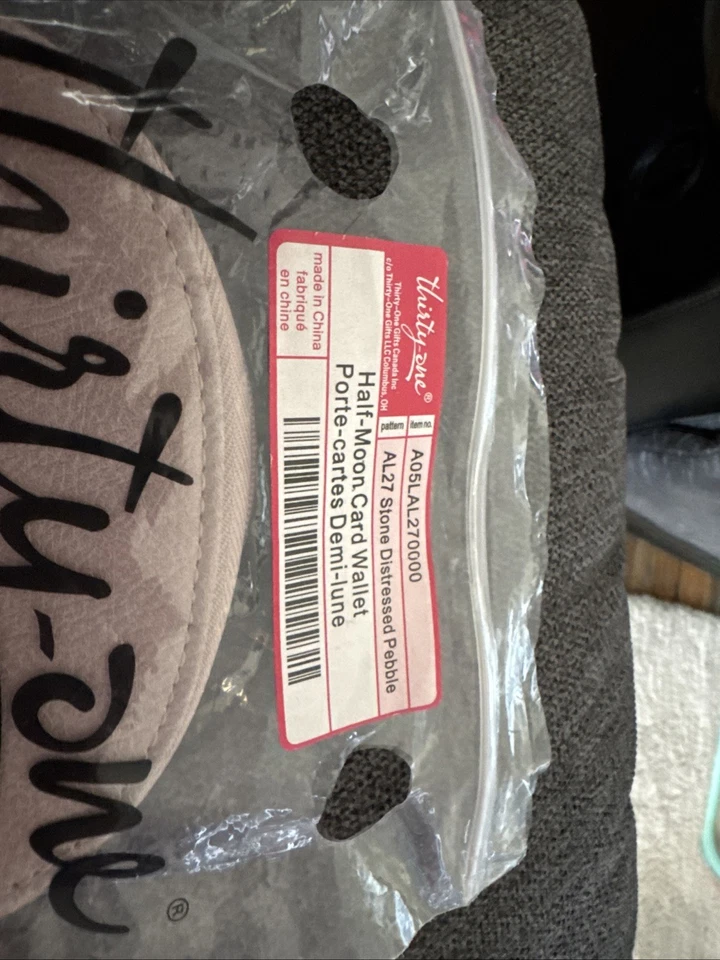 thirty-one®
thirty-one®
Thirty-One Gifts Canada Inc
c/o Thirty-One Gifts LLC Columbus, OH
item no.
A05LAL270000
pattern
AL27 Stone Distressed Pebble
Half-Moon Card Wallet
Porte-cartes Demi-lune
made in China
fabriqué
en chine